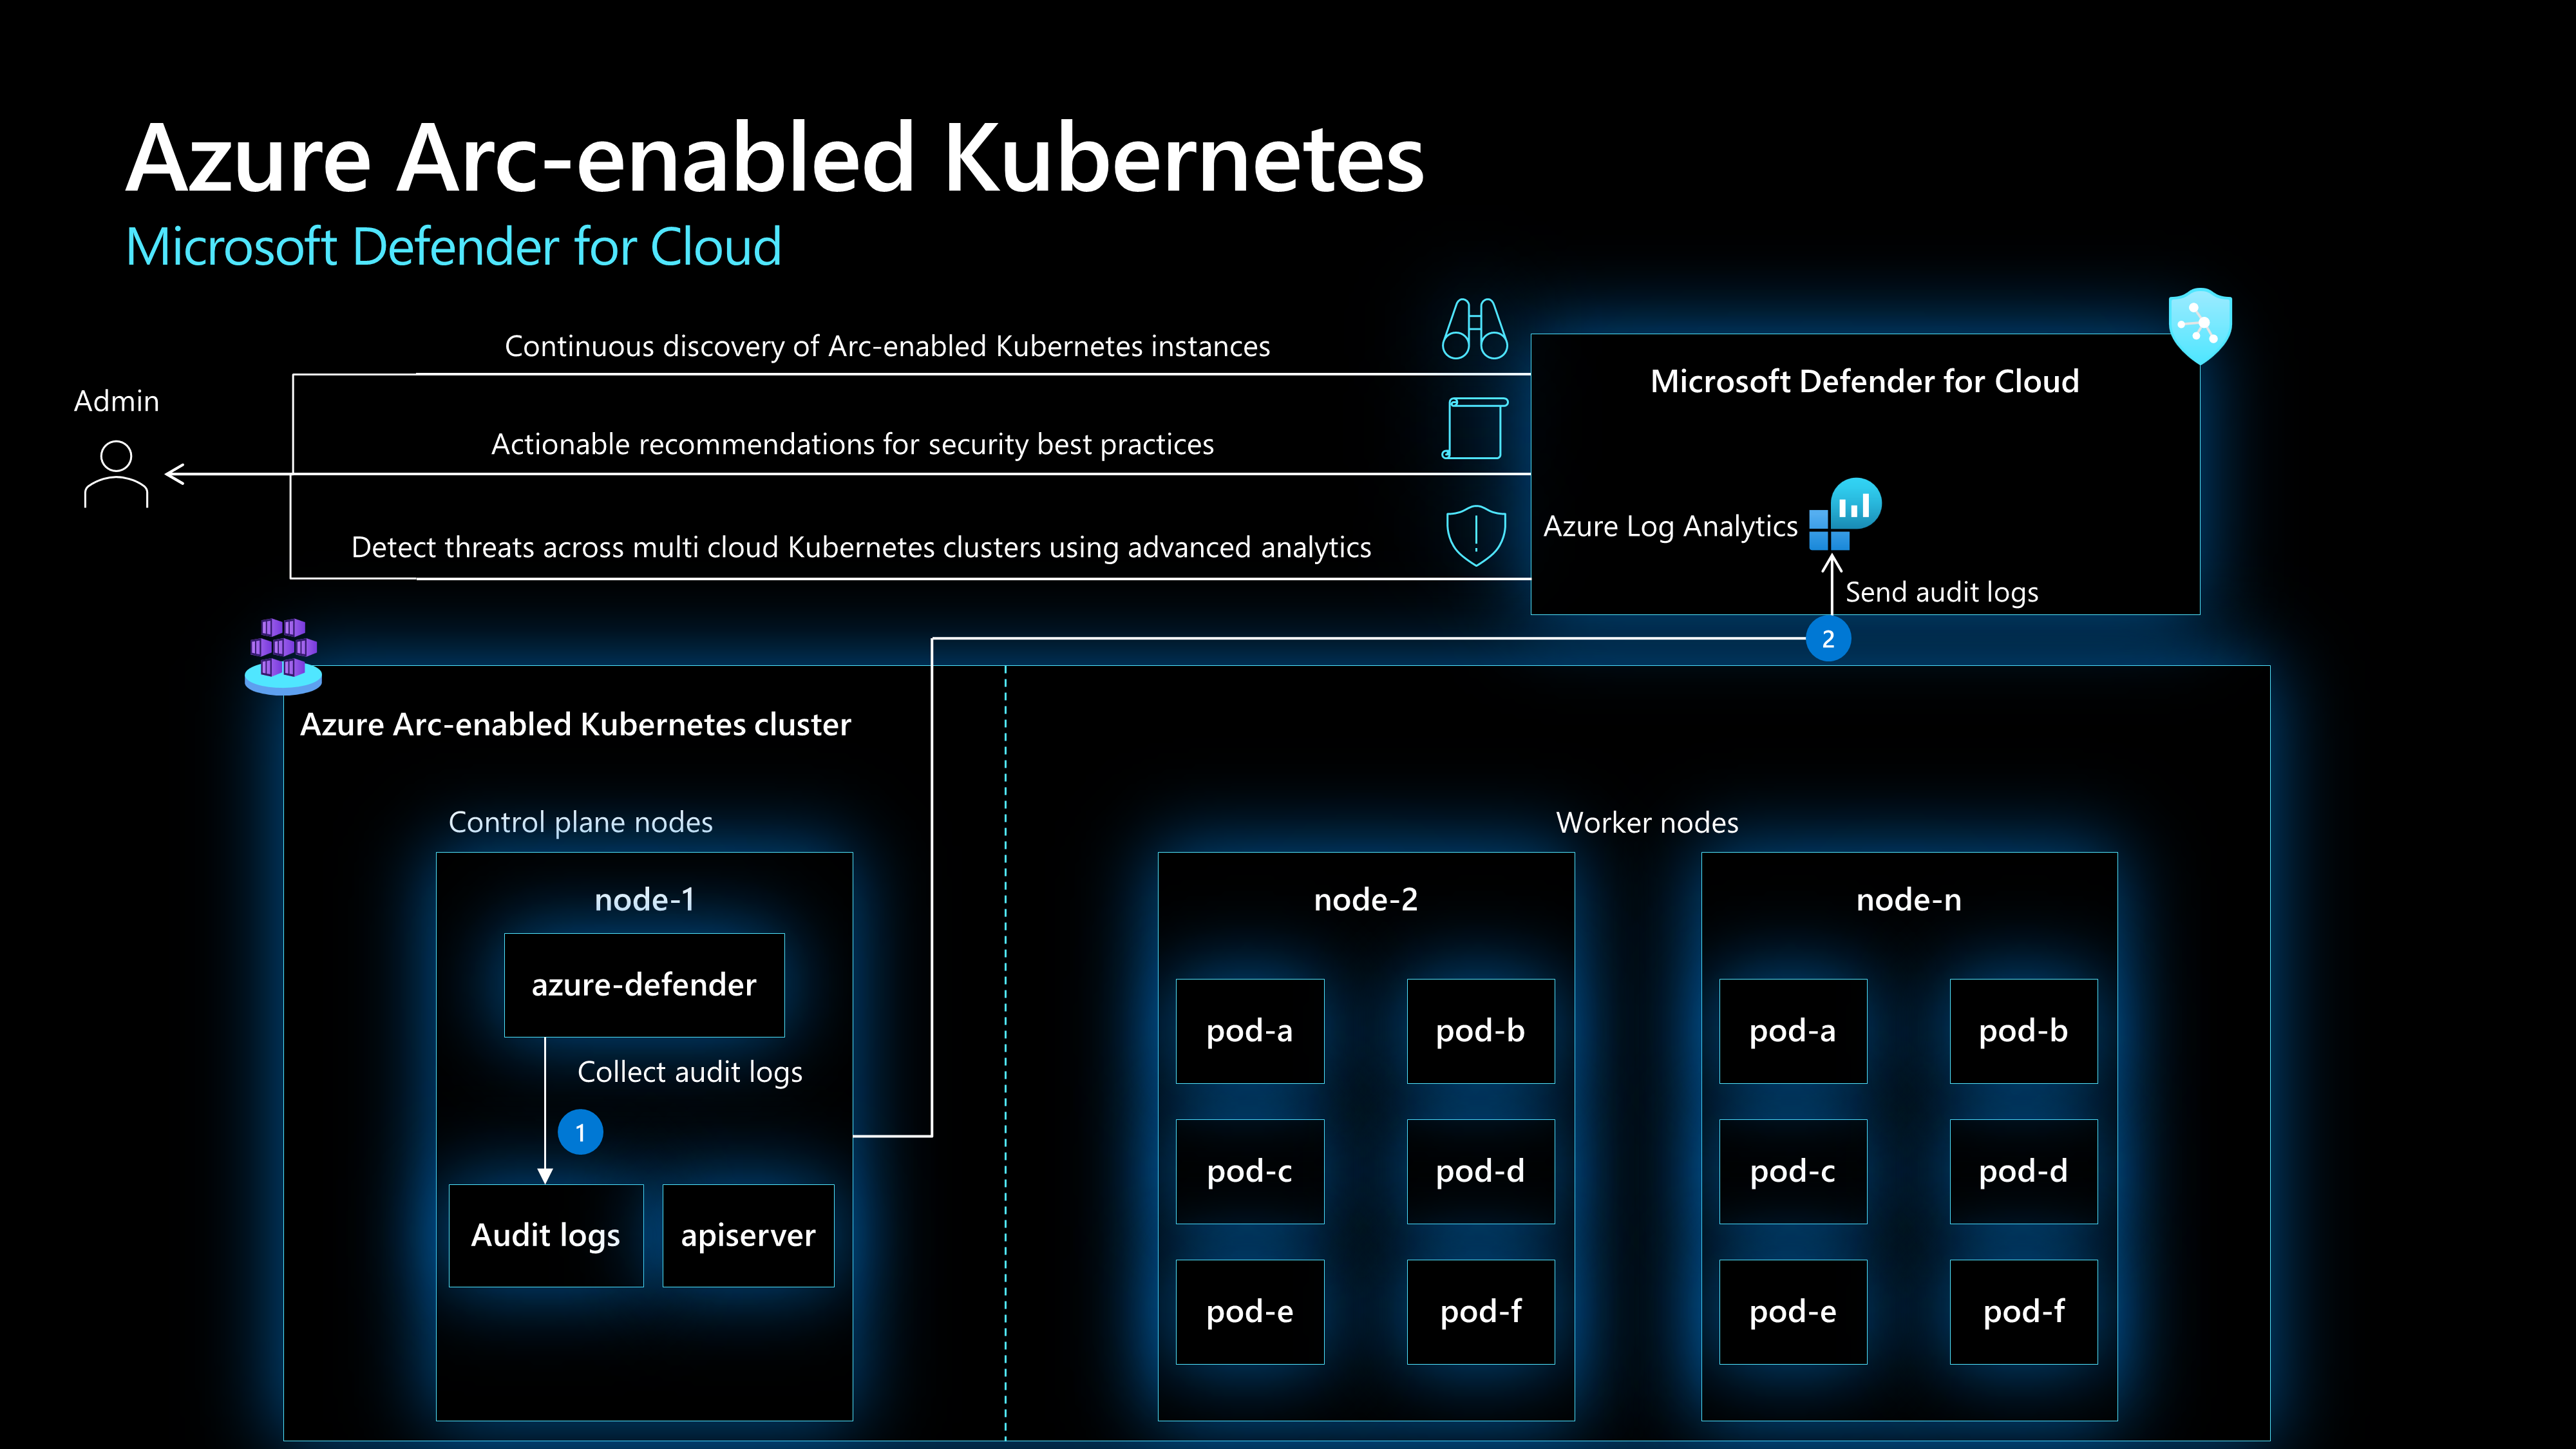 Azure Arc-enabled Kubernetes
Microsoft Defender for Cloud
Continuous discovery of Arc-enabled Kubernetes instances
Admin
Actionable recommendations for security best practices
Detect threats across multi cloud Kubernetes clusters using advanced analytics
Microsoft Defender for Cloud
Azure Log Analytics
Send audit logs
2
Azure Arc-enabled Kubernetes cluster
Control plane nodes
node-1
azure-defender
Collect audit logs
1
Audit logs
apiserver
Worker nodes
node-2
pod-a
pod-b
pod-c
pod-d
pod-e
pod-f
node-n
pod-a
pod-b
pod-c
pod-d
pod-e
pod-f